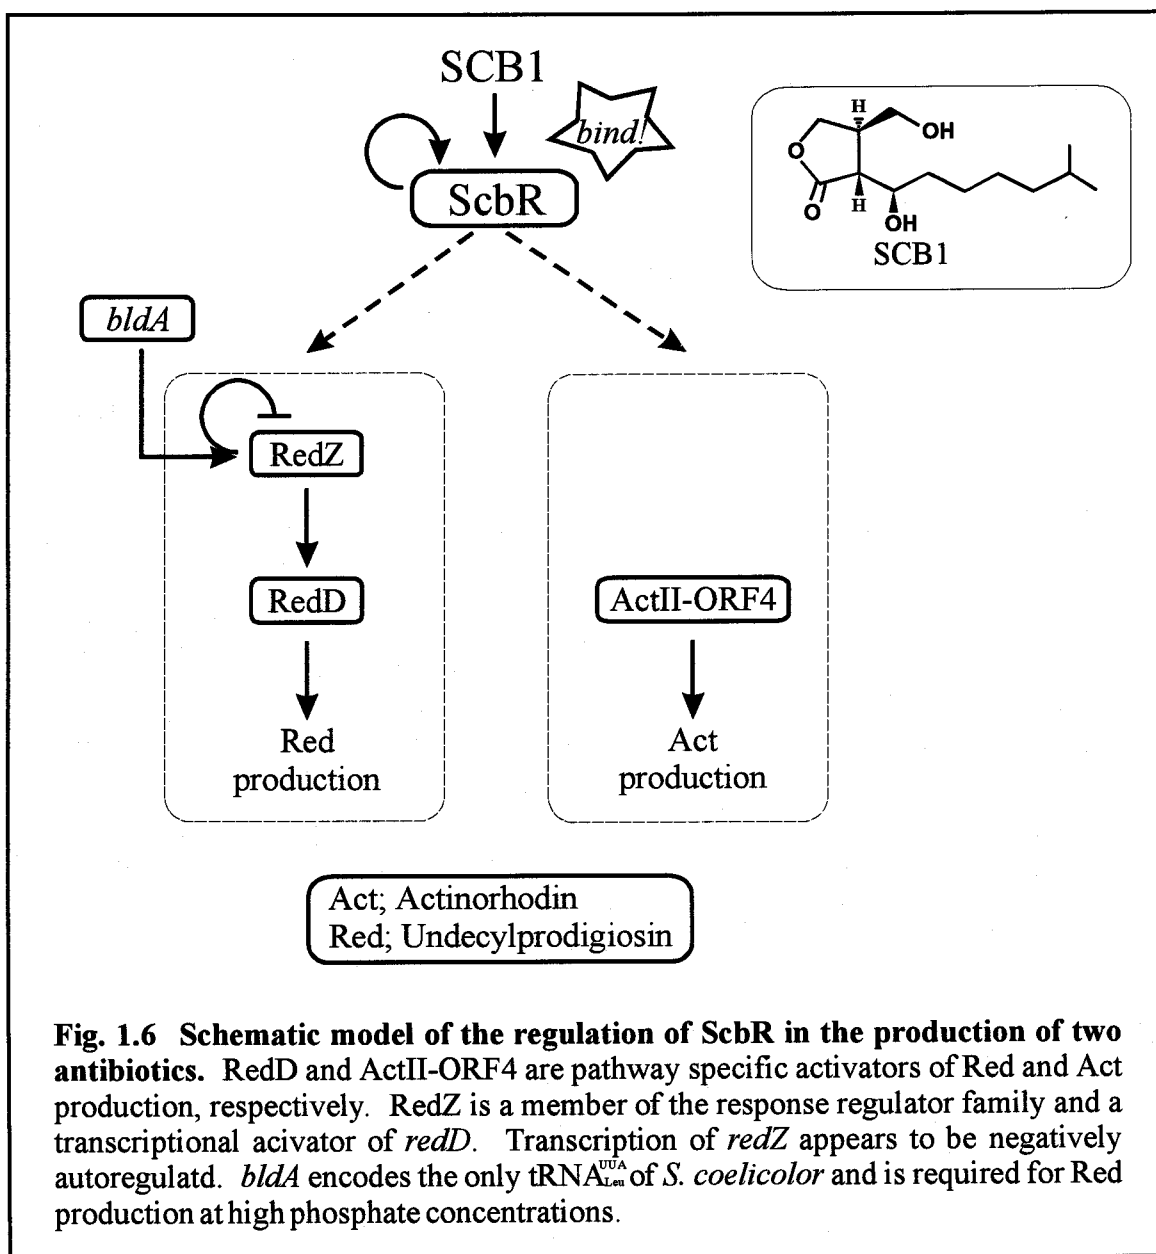 SCB1
bind!
ScbR
H
OH
O
O
H
OH
SCB1
bldA
RedZ
RedD
ActII-ORF4
Red
production
Act
production
Act; Actinorhodin
Red; Undecylprodigiosin
Fig. 1.6 Schematic model of the regulation of ScbR in the production of two
antibiotics. RedD and ActII-ORF4 are pathway specific activators of Red and Act
production, respectively. RedZ is a member of the response regulator family and a
transcriptional acivator of redD. Transcription of redZ appears to be negatively
autoregulatd. bldA encodes the only tRNA UUA Leu of S. coelicolor and is required for Red
production at high phosphate concentrations.